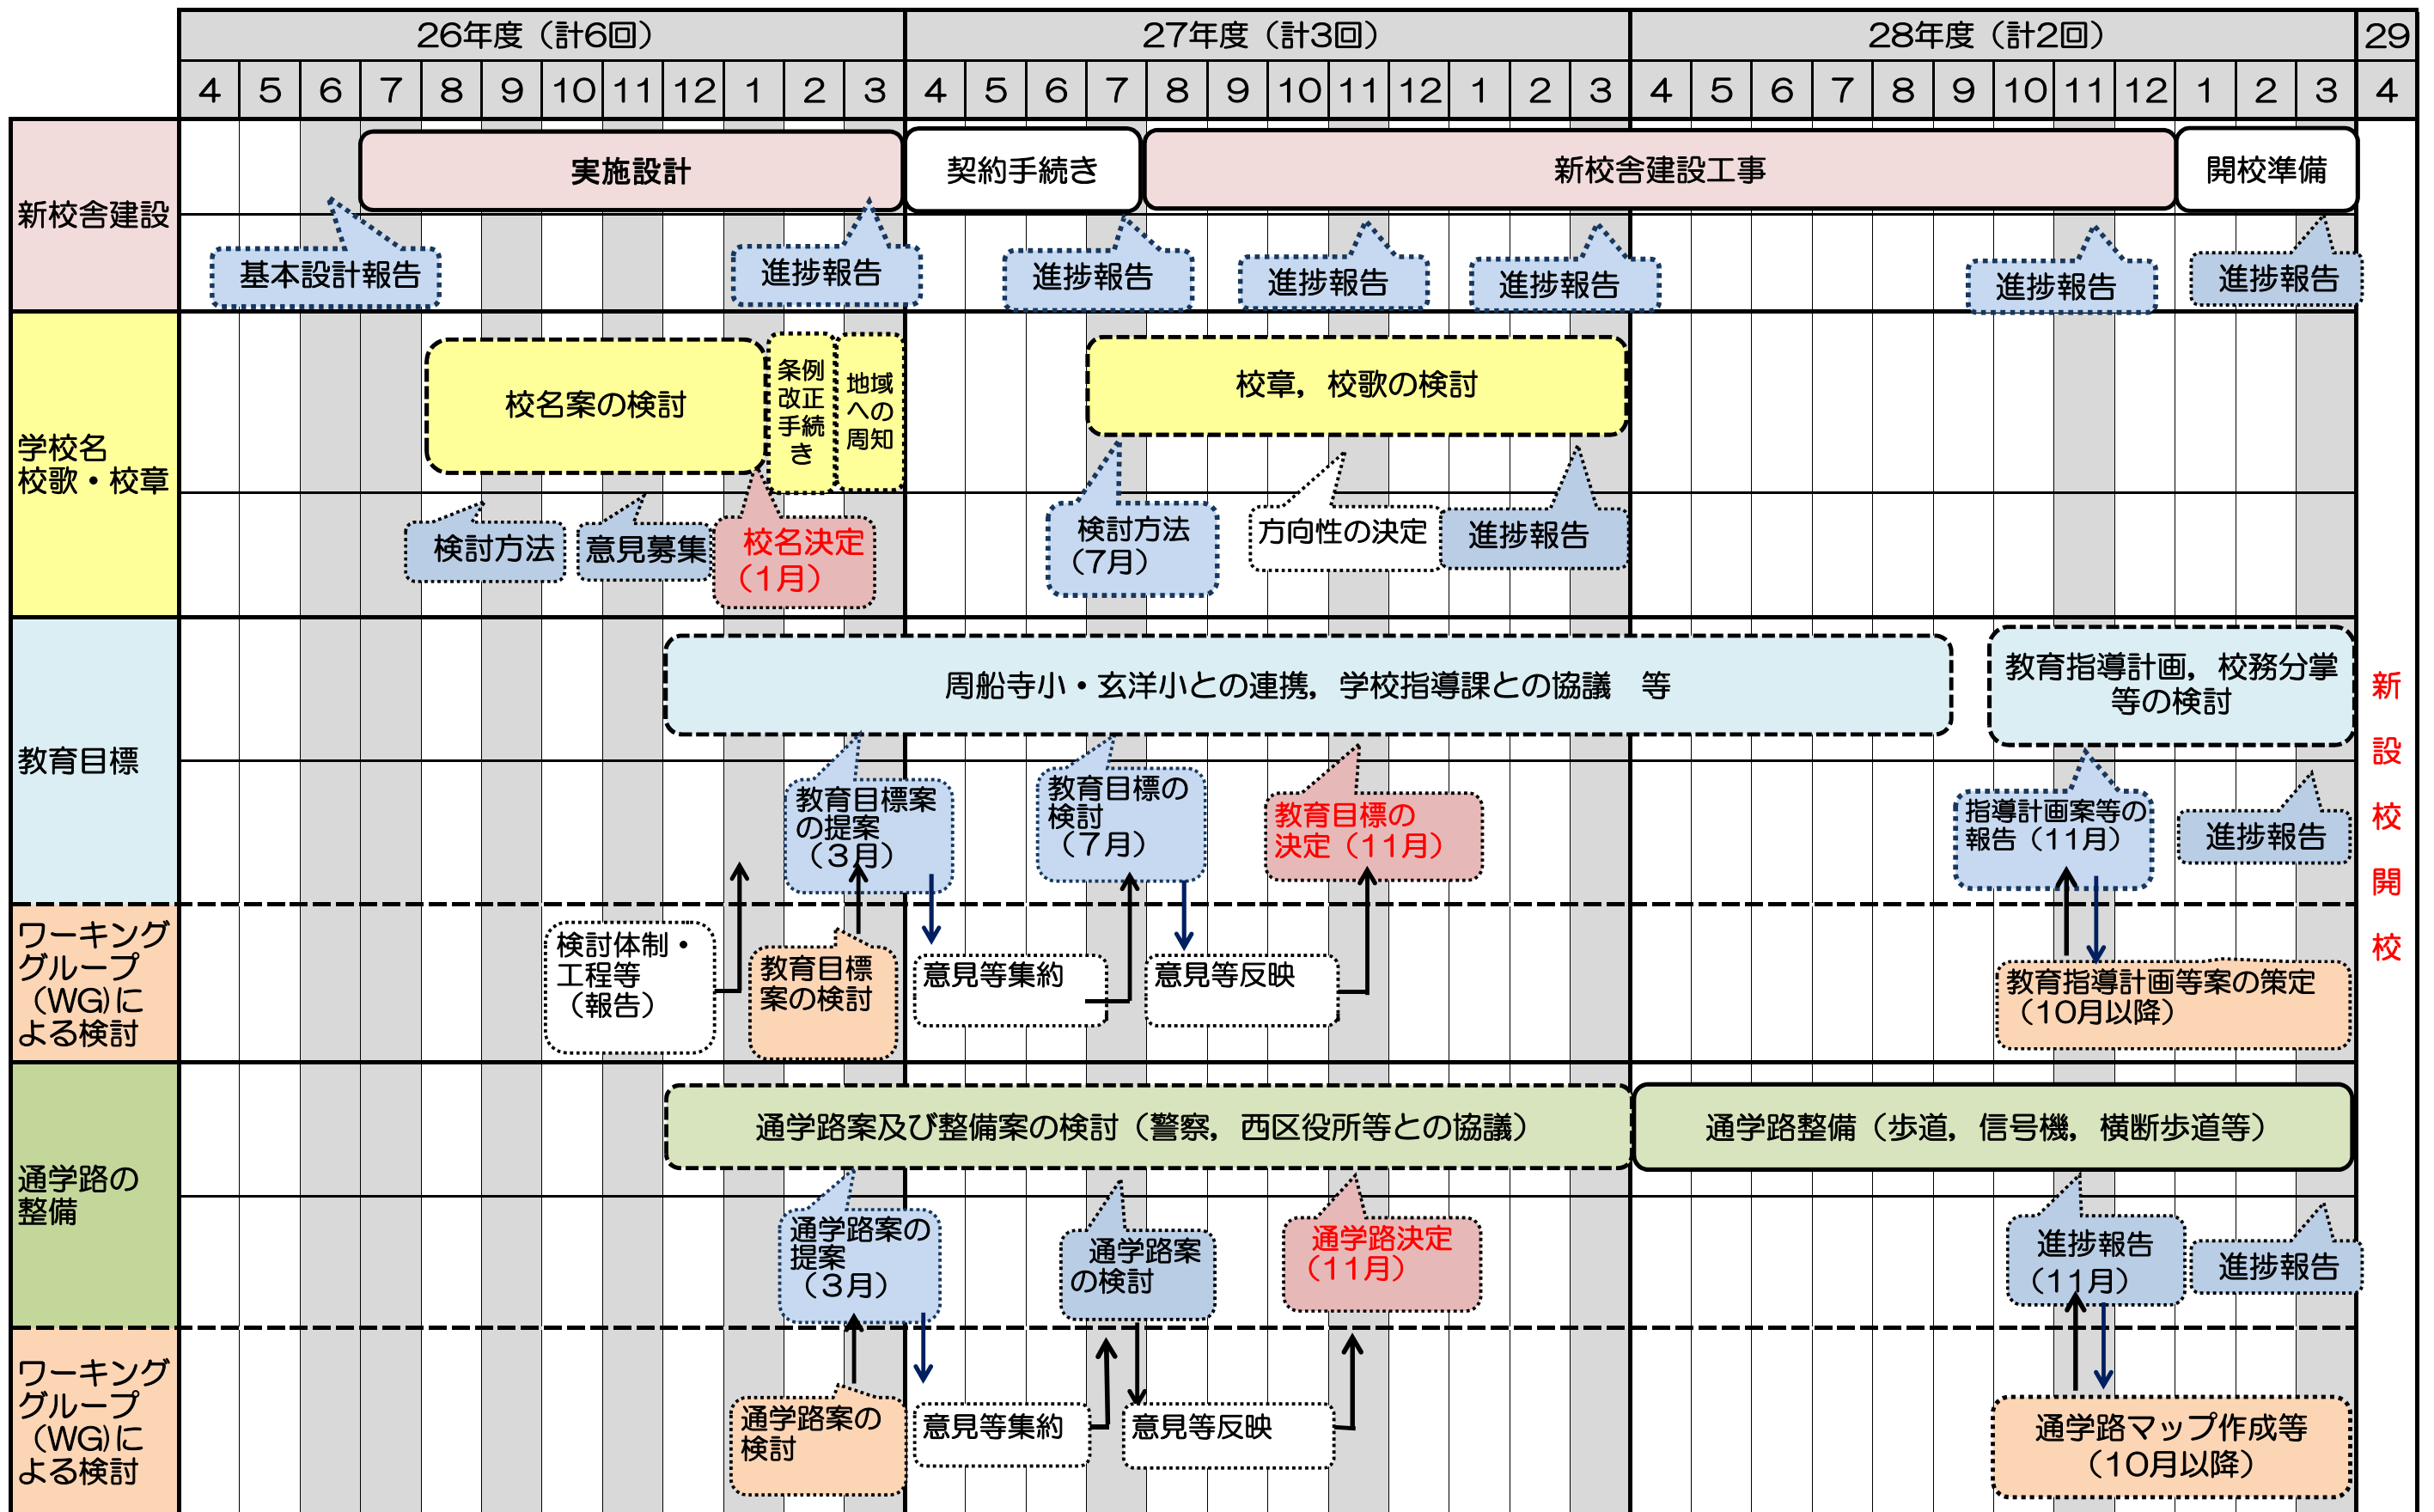 26年度（計6回）
27年度（計3回）
28年度（計2回）
29
4 5 6 7 8 9 10 11 12 1 2 3 4 5 6 7 8 9 10 11 12 1 2 3 4 5 6 7 8 9 10 11 12 1 2 3 4
新校舎建設
実施設計
契約手続き
新校舎建設工事
開校準備
基本設計報告
進捗報告
進捗報告
進捗報告
進捗報告
進捗報告
進捗報告
学校名
校歌・校章
校名案の検討
条例
改正
手続
き
地域
への
周知
校章，校歌の検討
検討方法
意見募集
校名決定
（1月）
検討方法
（7月）
方向性の決定
進捗報告
教育目標
周船寺小・玄洋小との連携，学校指導課との協議　等
教育指導計画，校務分掌
等の検討
教育目標案
の提案
（3月）
教育目標の
検討
（7月）
教育目標の
決定（11月）
指導計画案等の
報告（11月）
進捗報告
ワーキング
グループ
（WG)に
よる検討
検討体制・
工程等
（報告）
教育目標
案の検討
意見等集約
意見等反映
教育指導計画等案の策定
（10月以降）
通学路の
整備
通学路案及び整備案の検討（警察，西区役所等との協議）
通学路整備（歩道，信号機，横断歩道等）
通学路案の
提案
（3月）
通学路案
の検討
通学路決定
（11月）
進捗報告
（11月）
進捗報告
ワーキング
グループ
（WG)に
よる検討
通学路案の
検討
意見等集約
意見等反映
通学路マップ作成等
（10月以降）
新
設
校
開
校